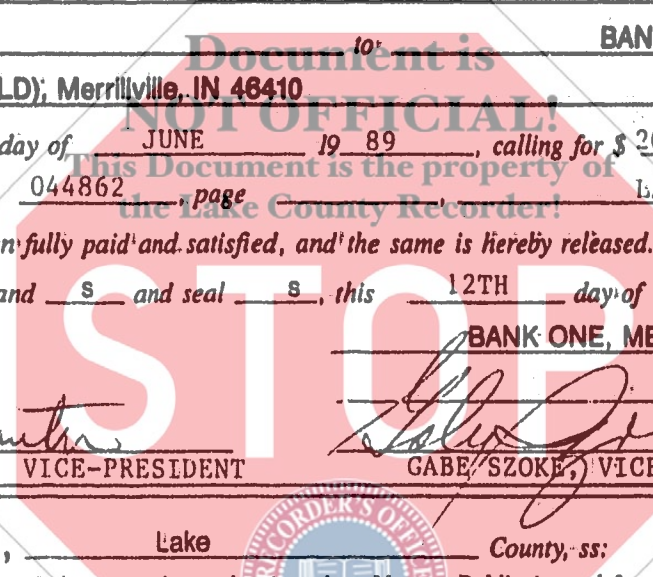 Document is
to BAN
LD); Merrillville, IN 46410
NOT OFFICIAL!
day of JUNE 19 89, calling for $ 20
This Document is the property of
044862, page ,
the Lake County Recorder!
n fully paid and satisfied, and the same is hereby released.
and s and seal s, this 12TH day of
STOP
BANK ONE, ME
VICE-PRESIDENT GABE SZOKE, VICE
RECORDER'S OFFIC
, Lake County, ss: